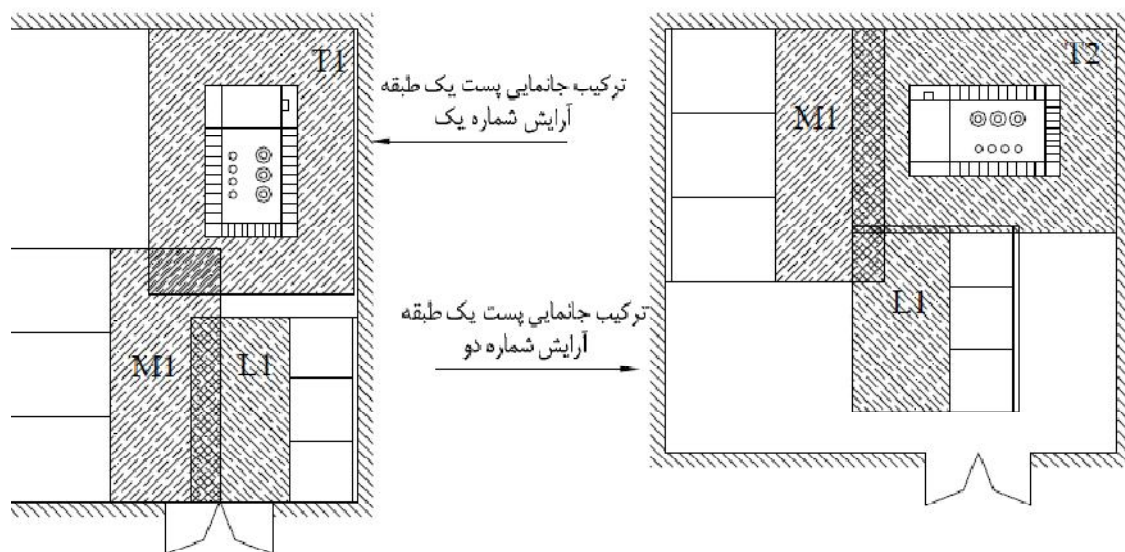 T1
ترکیب جانمایی پست یک طبقه
آرایش شماره یک
M1
T2
ترکیب جانمایی پست یک طبقه
آرایش شماره دو
M1
L1
L1